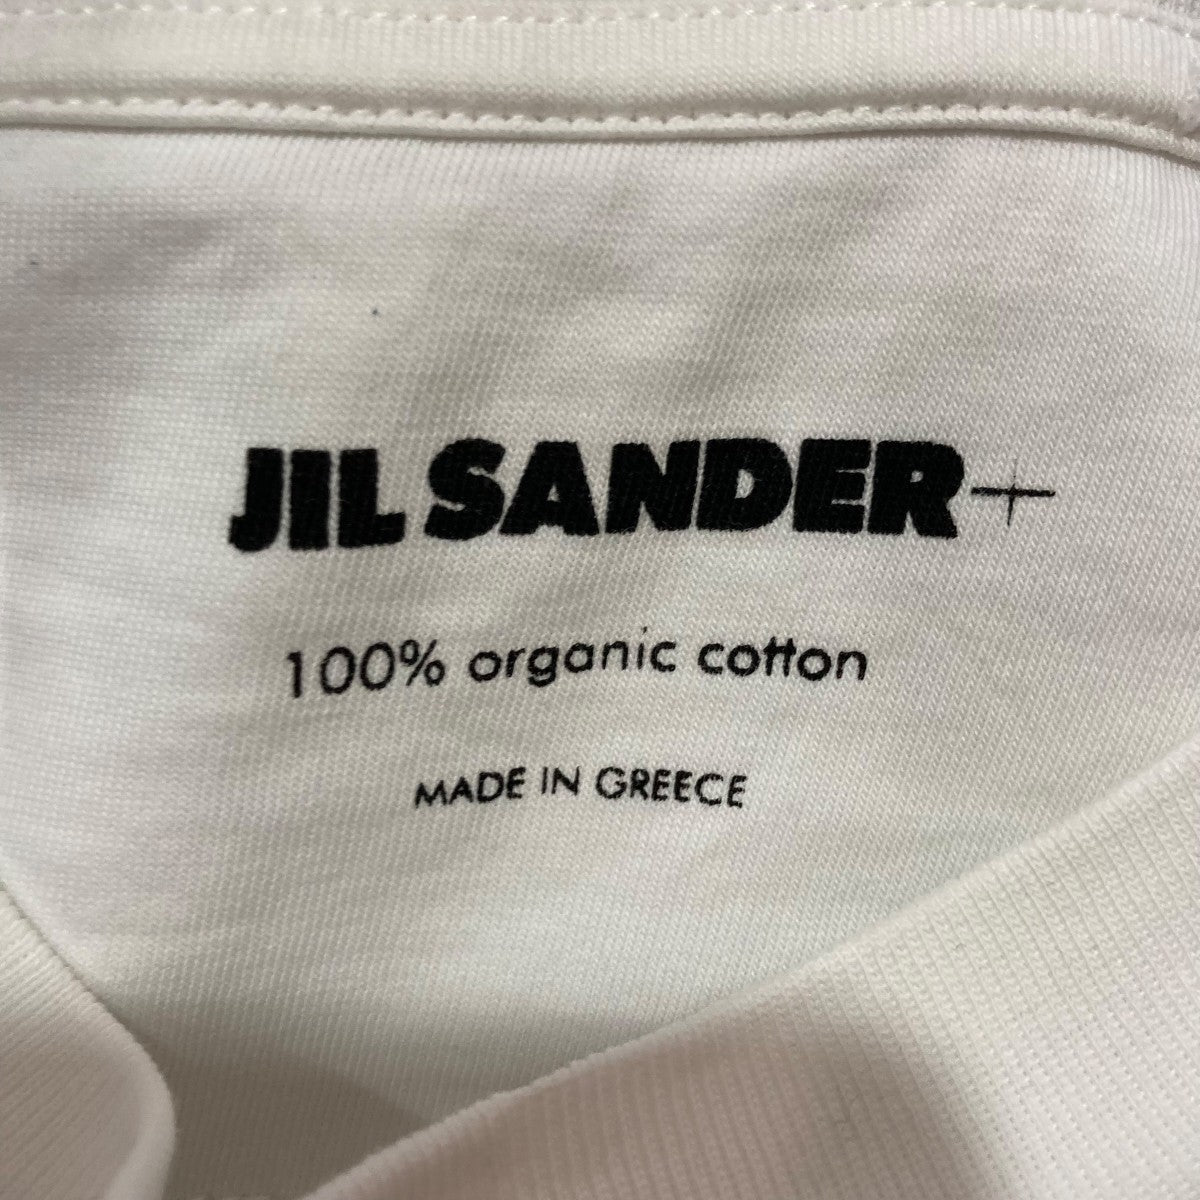 JIL SANDER+
100% organic cotton
MADE IN GREECE